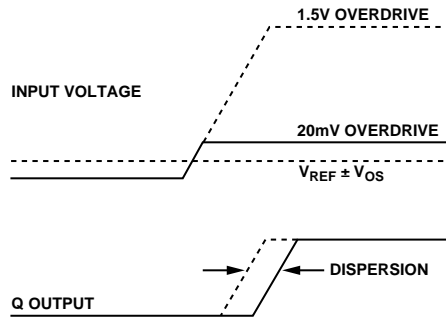 1.5V OVERDRIVE
INPUT VOLTAGE
20mV OVERDRIVE
VREF ± VOS
DISPERSION
Q OUTPUT